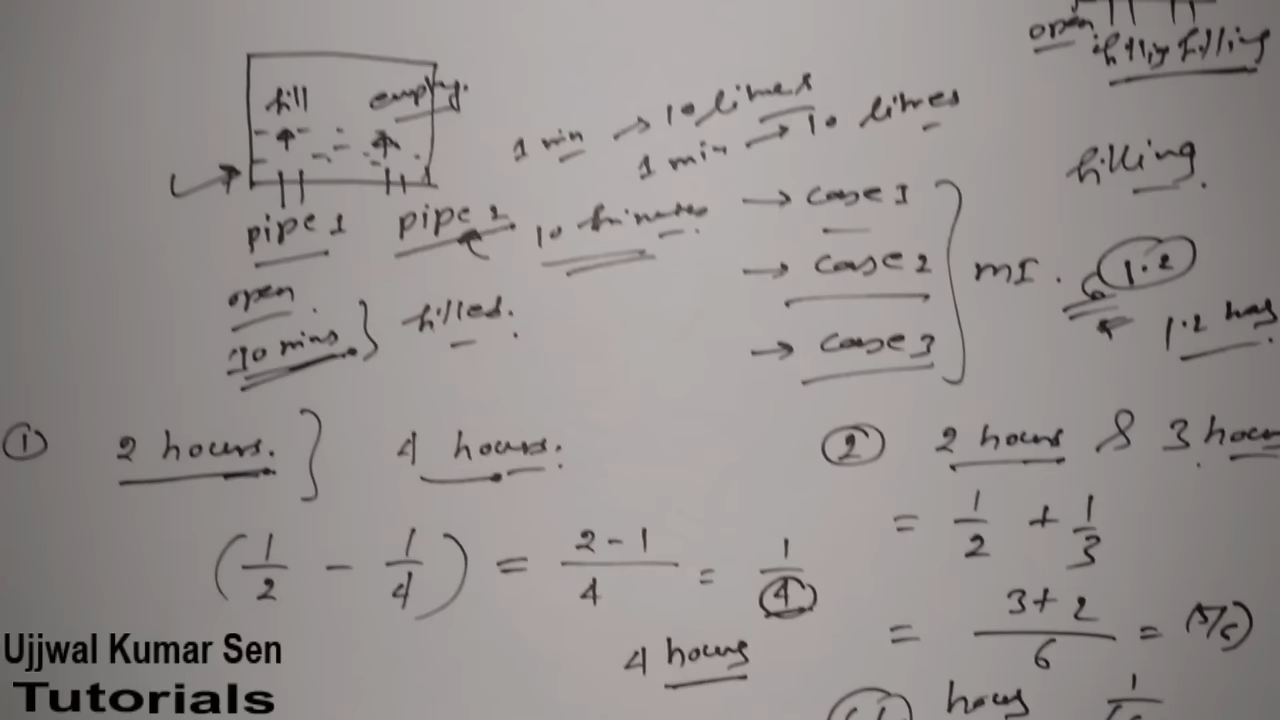 open
filling filling
fill empty.
1 min → 10 litres
1 min → 10 litres
pipe 1 pipe 2
10 minutes
→ case 1
→ case 2
→ case 3
mI.
filling.
1.2
open.
10 mins
filled.
① 2 hours. } 4 hours.
(1/2 - 1/4) = 2-1/4 = 1/4
4 hours
② 2 hours & 3 hours
= 1/2 + 1/3
= 3+2/6 = (5/6)
hours
Ujjwal Kumar Sen
Tutorials